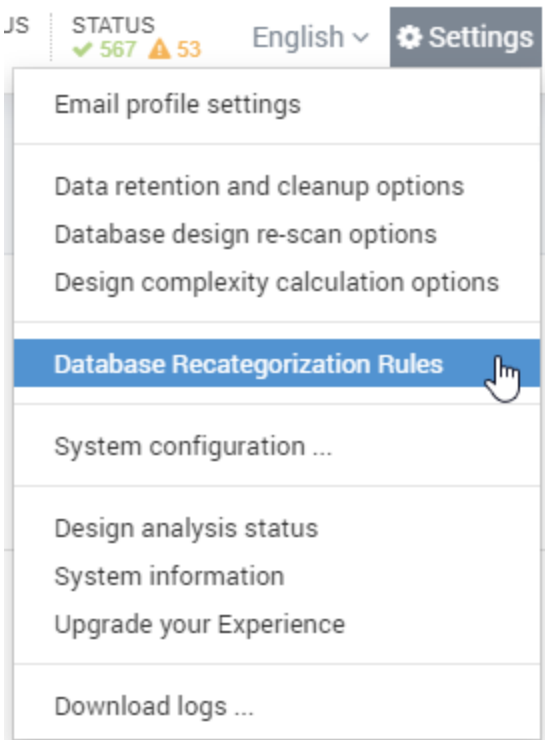 US
STATUS
567 53
English
Settings
Email profile settings
Data retention and cleanup options
Database design re-scan options
Design complexity calculation options
Database Recategorization Rules
System configuration ...
Design analysis status
System information
Upgrade your Experience
Download logs ...